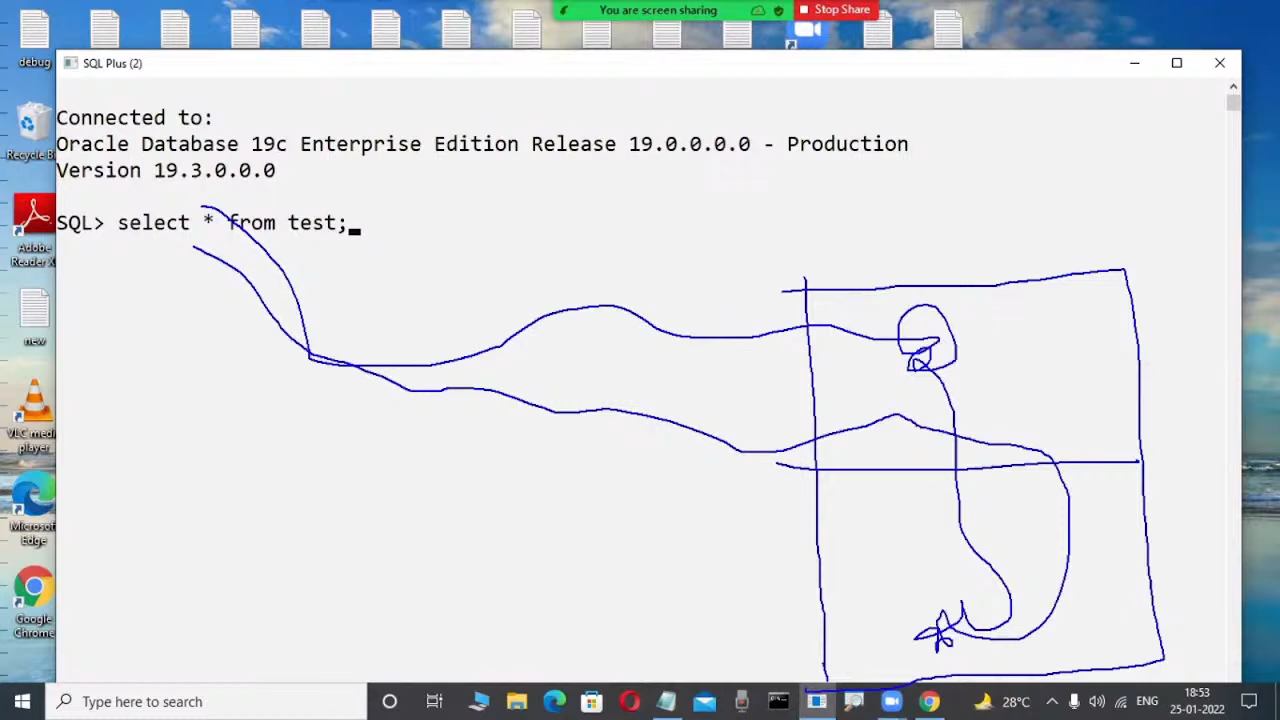 You are screen sharing
Stop Share
debug
SQL Plus (2)
Connected to:
Oracle Database 19c Enterprise Edition Release 19.0.0.0.0 - Production
Version 19.3.0.0.0
SQL> select * from test;
Recycle Bi
Adobe
Reader X
new
VLC media
player
Microsoft
Edge
Google
Chrome
Type here to search
28°C
ENG
18:53
25-01-2022